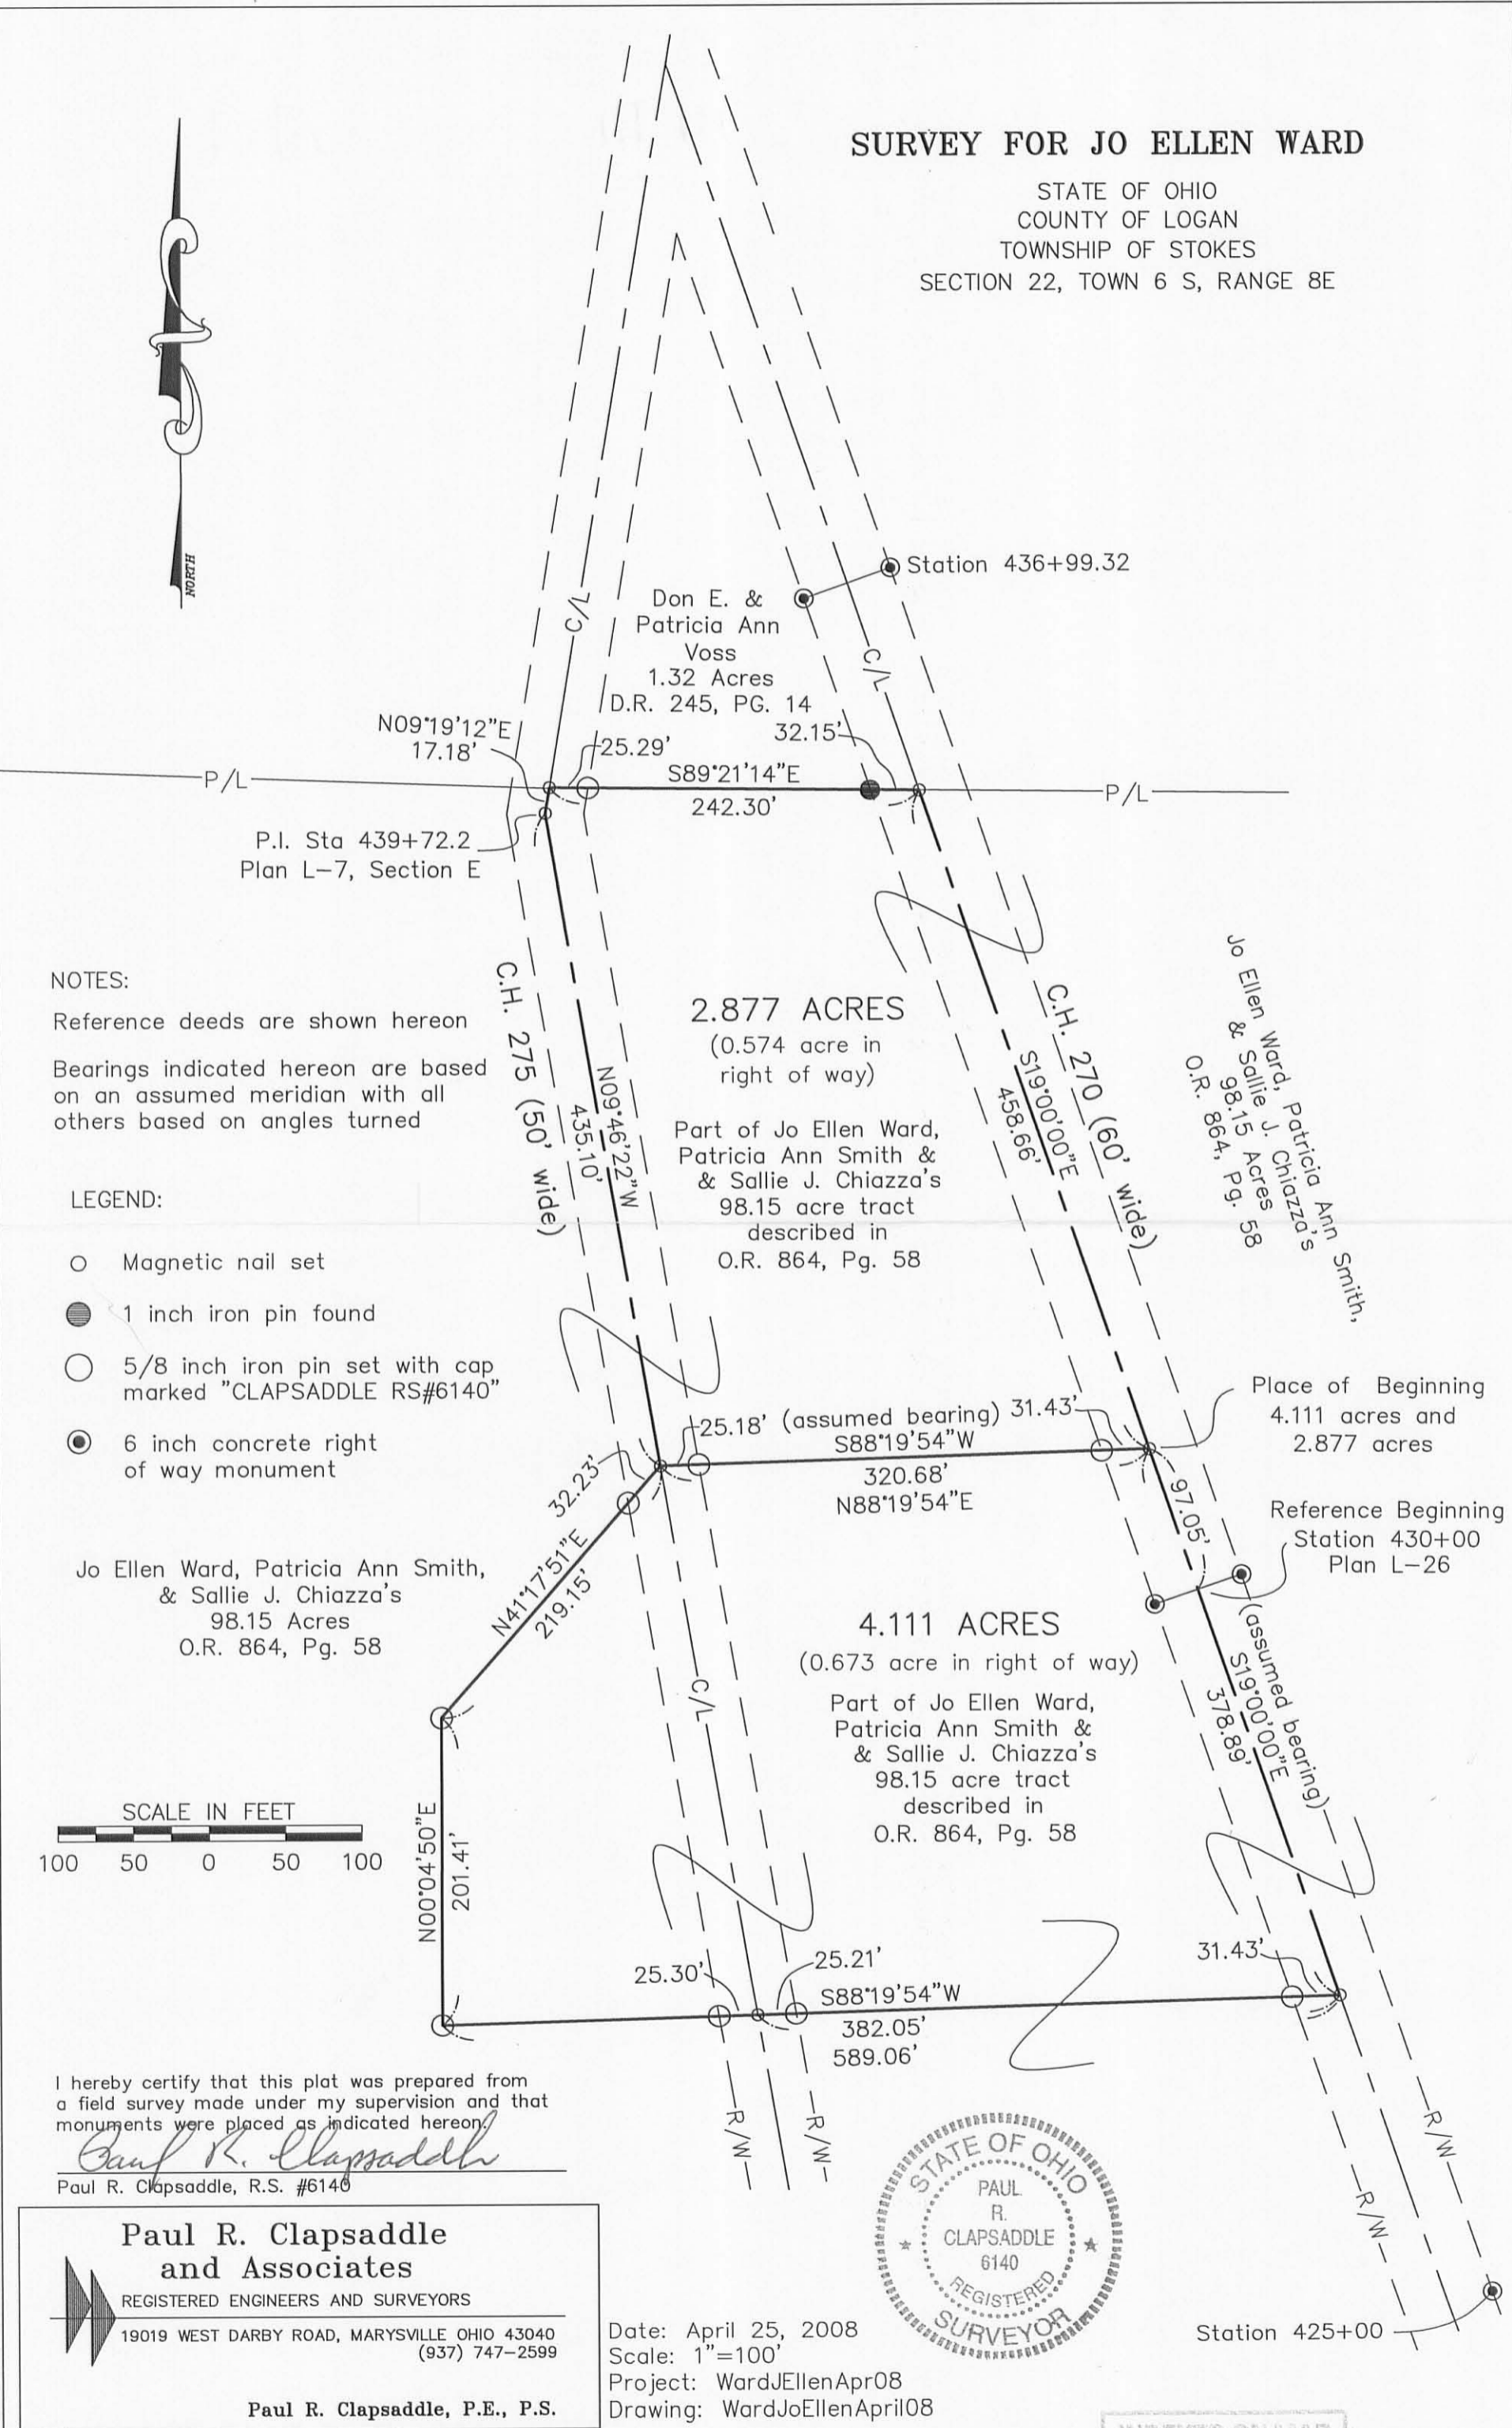 SURVEY FOR JO ELLEN WARD
STATE OF OHIO
COUNTY OF LOGAN
TOWNSHIP OF STOKES
SECTION 22, TOWN 6 S, RANGE 8E
NORTH
Station 436+99.32
C/L
Don E. &
Patricia Ann
Voss
1.32 Acres
D.R. 245, PG. 14
C/L
N09°19'12"E
17.18'
25.29'
32.15'
P/L
S89°21'14"E
242.30'
P/L
P.I. Sta 439+72.2
Plan L-7, Section E
NOTES:
Reference deeds are shown hereon
Bearings indicated hereon are based
on an assumed meridian with all
others based on angles turned
C.H. 275 (50' wide)
N09°46'22"W
435.10'
2.877 ACRES
(0.574 acre in
right of way)
Part of Jo Ellen Ward,
Patricia Ann Smith &
& Sallie J. Chiazza's
98.15 acre tract
described in
O.R. 864, Pg. 58
C.H. 270 (60' wide)
S19°00'00"E
458.66'
Jo Ellen Ward, Patricia Ann Smith,
& Sallie J. Chiazza's
98.15 Acres
O.R. 864, Pg. 58
LEGEND:
Magnetic nail set
1 inch iron pin found
5/8 inch iron pin set with cap
marked "CLAPSADDLE RS#6140"
6 inch concrete right
of way monument
25.18' (assumed bearing) 31.43'
S88°19'54"W
320.68'
N88°19'54"E
Place of Beginning
4.111 acres and
2.877 acres
97.05'
Reference Beginning
Station 430+00
Plan L-26
32.23'
N41°17'51"E
219.15'
Jo Ellen Ward, Patricia Ann Smith,
& Sallie J. Chiazza's
98.15 Acres
O.R. 864, Pg. 58
4.111 ACRES
(0.673 acre in right of way)
Part of Jo Ellen Ward,
Patricia Ann Smith &
& Sallie J. Chiazza's
98.15 acre tract
described in
O.R. 864, Pg. 58
C/L
(assumed bearing)
S19°00'00"E
378.89'
SCALE IN FEET
100 50 0 50 100
N00°04'50"E
201.41'
25.30'
25.21'
31.43'
S88°19'54"W
382.05'
589.06'
R/W
R/W
R/W
R/W
I hereby certify that this plat was prepared from
a field survey made under my supervision and that
monuments were placed as indicated hereon.
Paul R. Clapsaddle
Paul R. Clapsaddle, R.S. #6140
Paul R. Clapsaddle
and Associates
REGISTERED ENGINEERS AND SURVEYORS
19019 WEST DARBY ROAD, MARYSVILLE OHIO 43040
(937) 747-2599
Paul R. Clapsaddle, P.E., P.S.
Date: April 25, 2008
Scale: 1"=100'
Project: WardJEllenApr08
Drawing: WardJoEllenApril08
STATE OF OHIO
PAUL
R.
CLAPSADDLE
6140
REGISTERED
SURVEYOR
Station 425+00